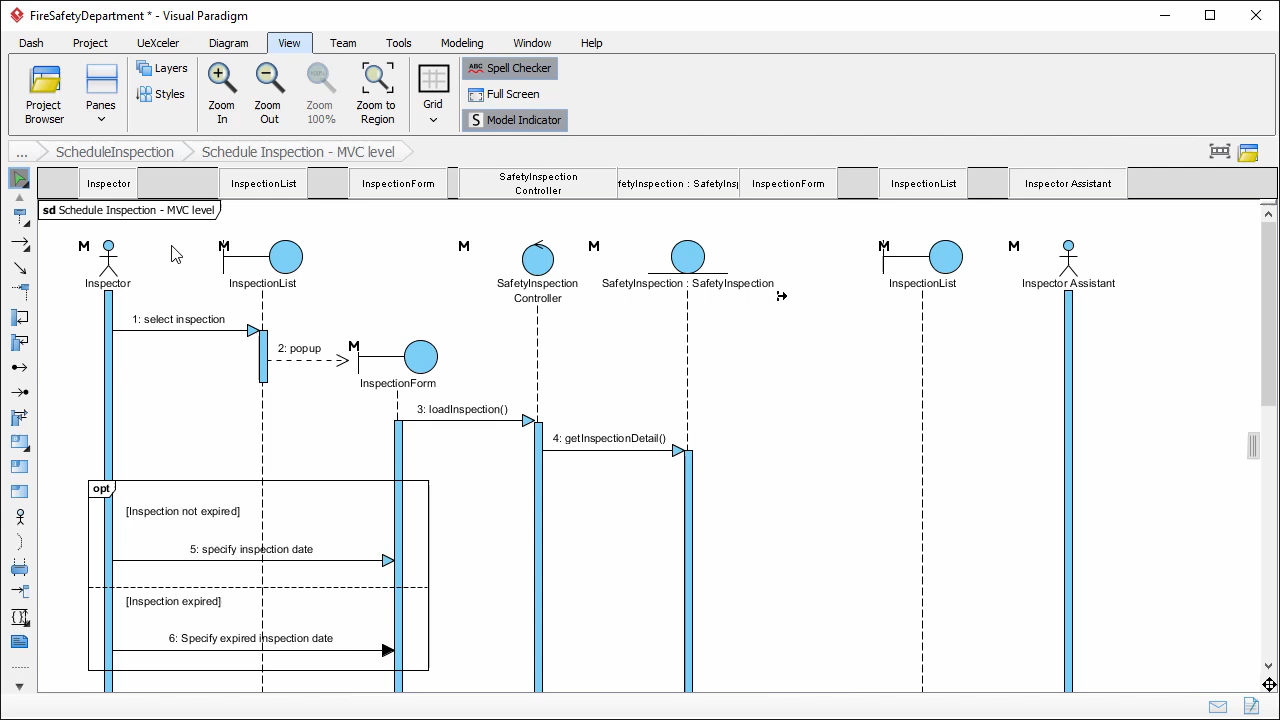 FireSafetyDepartment * - Visual Paradigm
Dash Project UeXceler Diagram View Team Tools Modeling Window Help
Project Browser
Panes
Layers
Styles
Zoom In
Zoom Out
100%
Zoom 100%
Zoom to Region
Grid
ABC Spell Checker
Full Screen
S Model Indicator
... ScheduleInspection Schedule Inspection - MVC level
Inspector InspectionList InspectionForm SafetyInspection Controller fetyInspection : SafetyInsp InspectionForm InspectionList Inspector Assistant
sd Schedule Inspection - MVC level
M M M M M M
Inspector InspectionList SafetyInspection Controller SafetyInspection : SafetyInspection InspectionList Inspector Assistant
1: select inspection
2: popup
M
InspectionForm
3: loadInspection()
4: getInspectionDetail()
opt
[Inspection not expired]
5: specify inspection date
[Inspection expired]
6: Specify expired inspection date